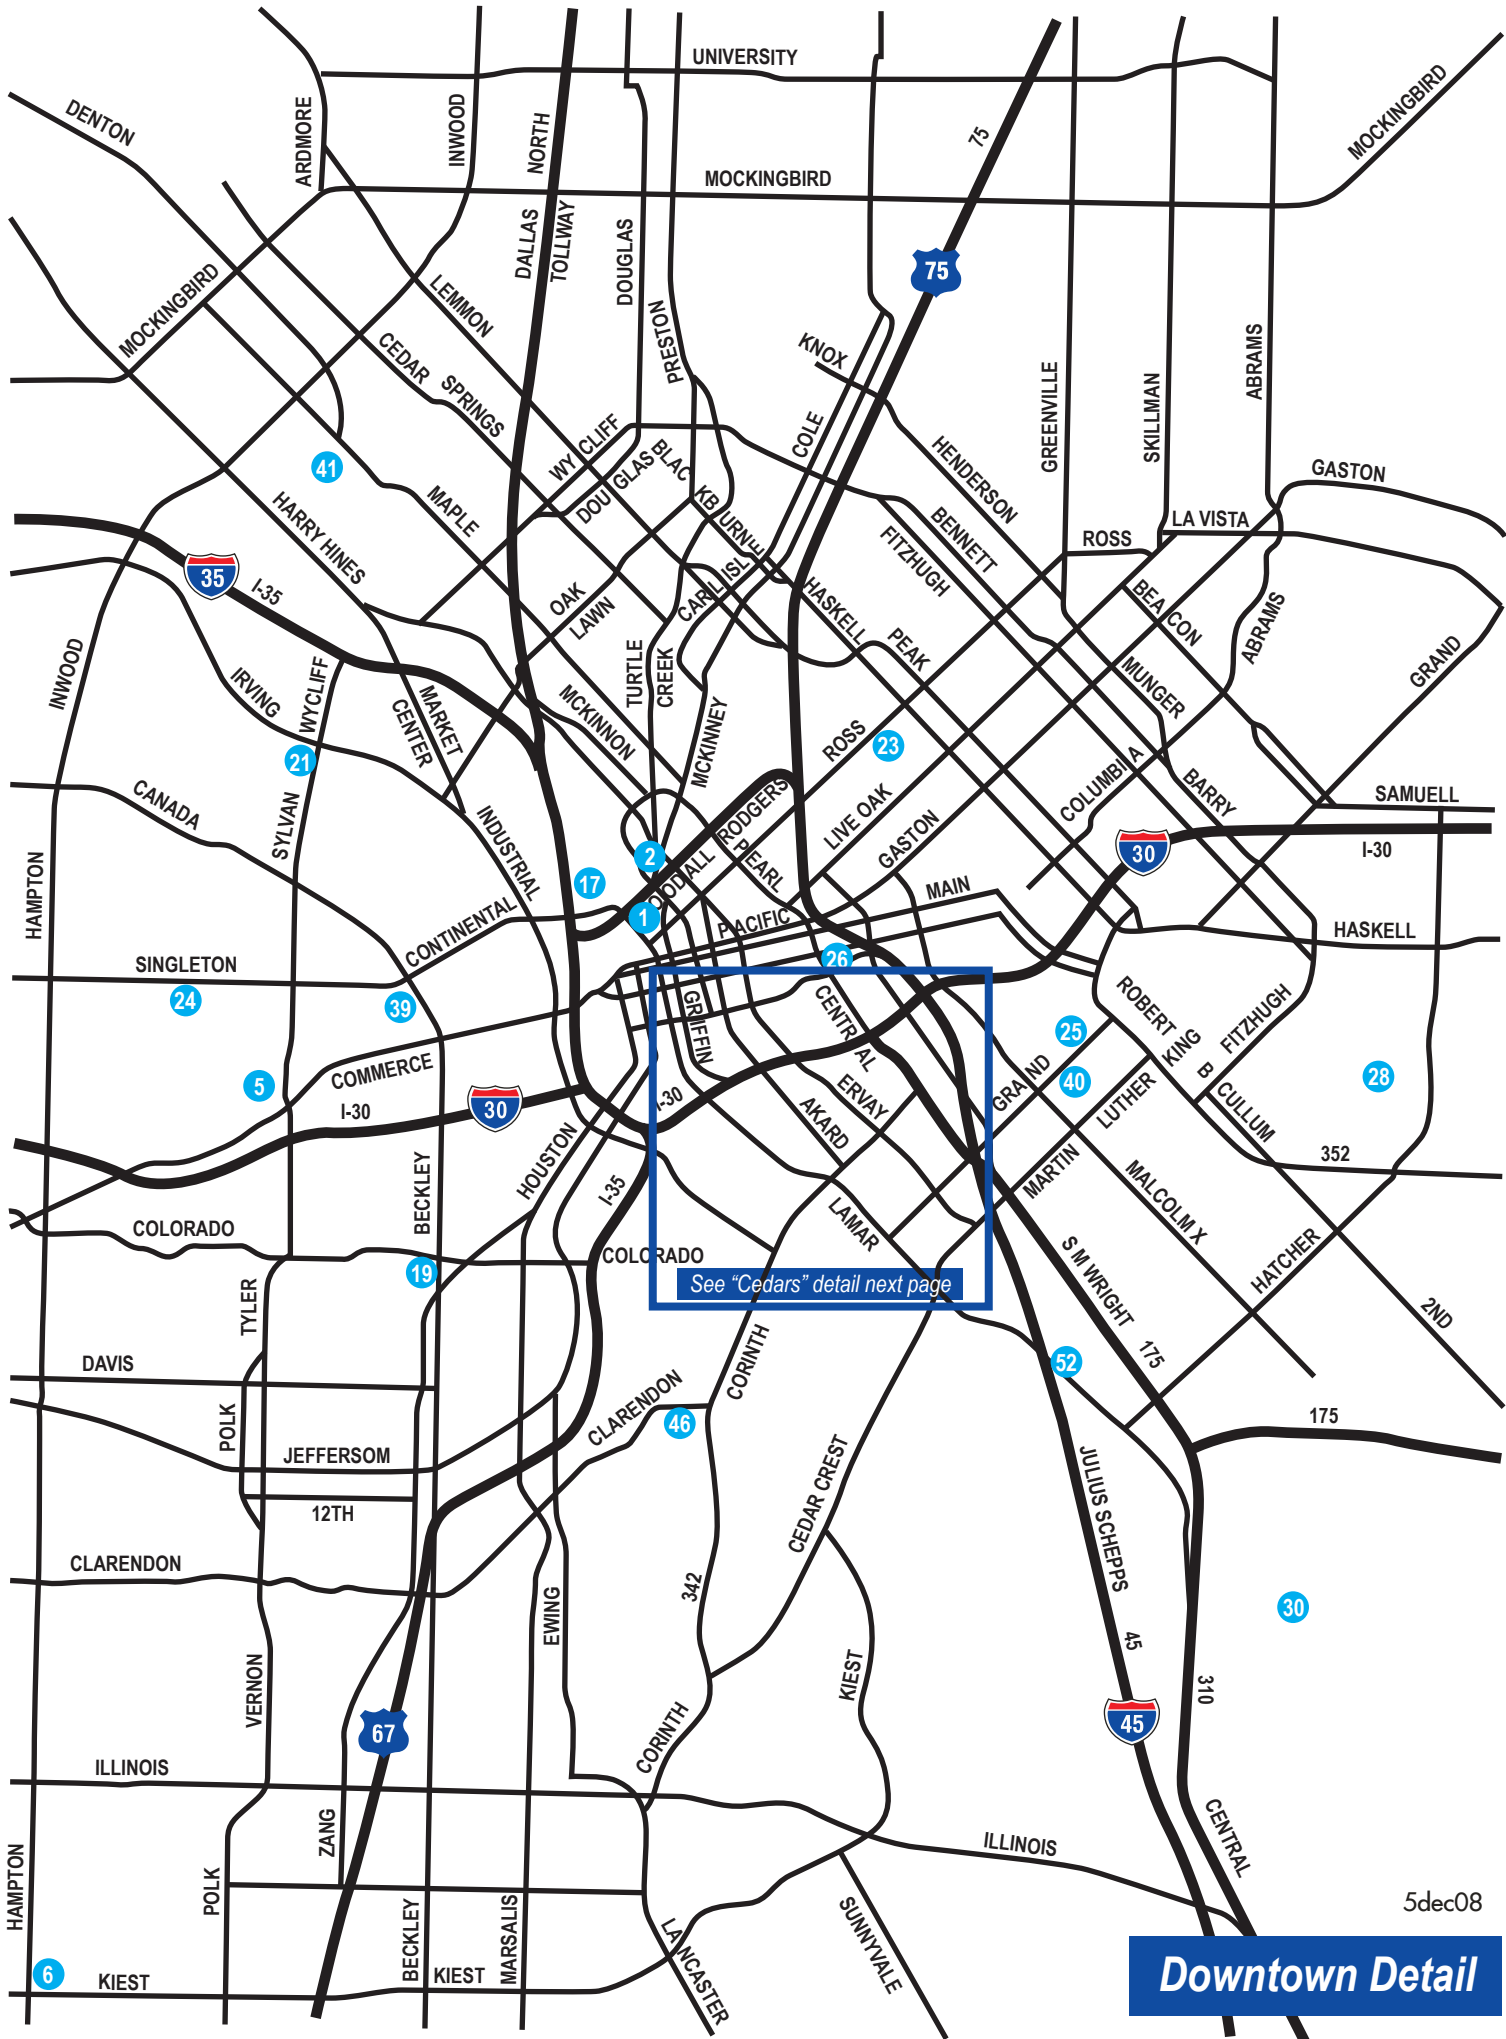 UNIVERSITY
DENTON
ARDMORE
INWOOD
NORTH
DALLAS
TOLLWAY
75
MOCKINGBIRD
MOCKINGBIRD
DOUGLAS
75
MOCKINGBIRD
LEMMON
PRESTON
CEDAR SPRINGS
KNOX
COLE
GREENVILLE
SKILLMAN
ABRAMS
WYCLIFF
DOUGLAS
BLACKBURNE
HENDERSON
GASTON
41
MAPLE
HARRY HINES
BENNETT
FITZHUGH
ROSS
LA VISTA
35
I-35
OAK
LAWN
CARLISLE
HASKELL
PEAK
BEACON
ABRAMS
GRAND
INWOOD
IRVING
WYCLIFF
MARKET
CENTER
MCKINNON
TURTLE
CREEK
MCKINNEY
MUNGER
ROSS
23
21
CANADA
SYLVAN
INDUSTRIAL
RODGERS
WOODALL
LIVE OAK
COLUMBIA
BARRY
SAMUELL
30
I-30
HAMPTON
2
PEARL
GASTON
17
1
CONTINENTAL
PACIFIC
MAIN
HASKELL
SINGLETON
24
39
26
GRIFFIN
CENTRAL
ROBERT
B
CULLUM
FITZHUGH
25
40
28
5
COMMERCE
I-30
30
I-30
GRAND
MARTIN
LUTHER
KING
ERVAY
AKARD
HOUSTON
BECKLEY
I-35
LAMAR
MALCOLM X
352
COLORADO
COLORADO
19
See “Cedars” detail next page
S M WRIGHT
HATCHER
2ND
TYLER
DAVIS
CORINTH
52
175
POLK
CLARENDON
46
175
JEFFERSOM
12TH
CEDAR CREST
JULIUS SCHEPPS
CLARENDON
342
EWING
30
45
310
VERNON
KIEST
67
CORINTH
45
ILLINOIS
ZANG
ILLINOIS
CENTRAL
HAMPTON
POLK
BECKLEY
MARSALIS
LANCASTER
SUNNYVALE
5dec08
6
KIEST
KIEST
Downtown Detail